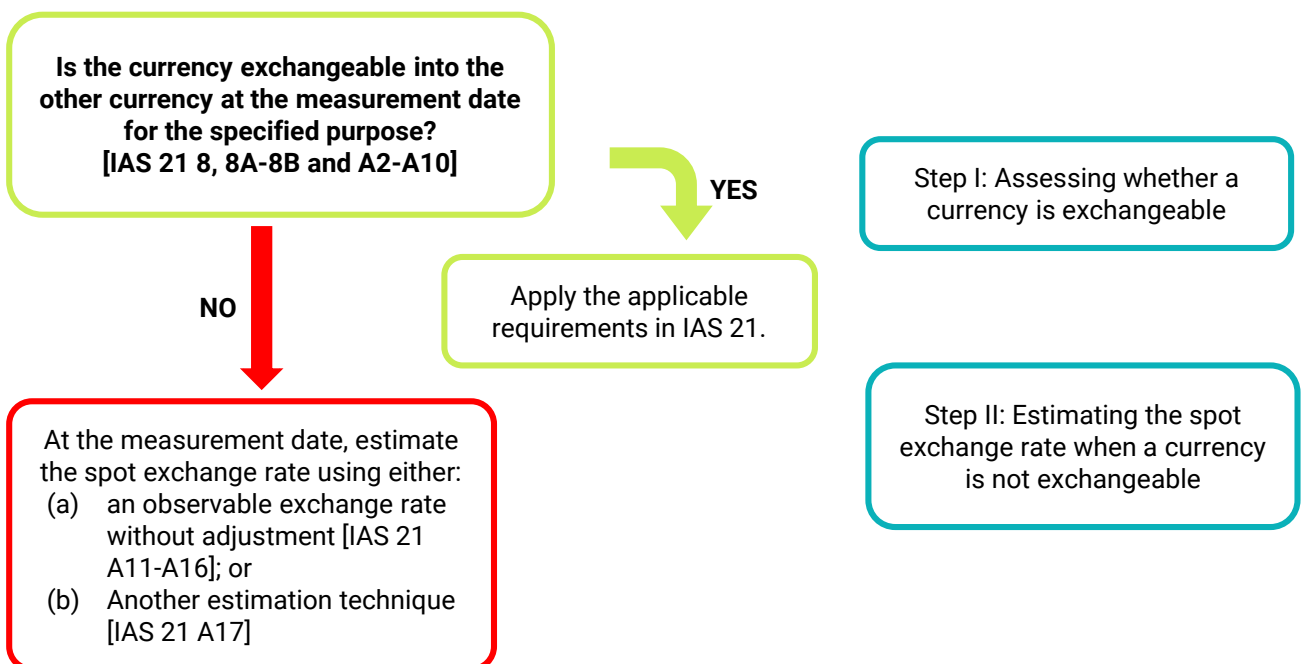 Is the currency exchangeable into the
other currency at the measurement date
for the specified purpose?
[IAS 21 8, 8A-8B and A2-A10]
YES
Step I: Assessing whether a
currency is exchangeable
NO
Apply the applicable
requirements in IAS 21.
At the measurement date, estimate
the spot exchange rate using either:
(a) an observable exchange rate
without adjustment [IAS 21
A11-A16]; or
(b) Another estimation technique
[IAS 21 A17]
Step II: Estimating the spot
exchange rate when a currency
is not exchangeable